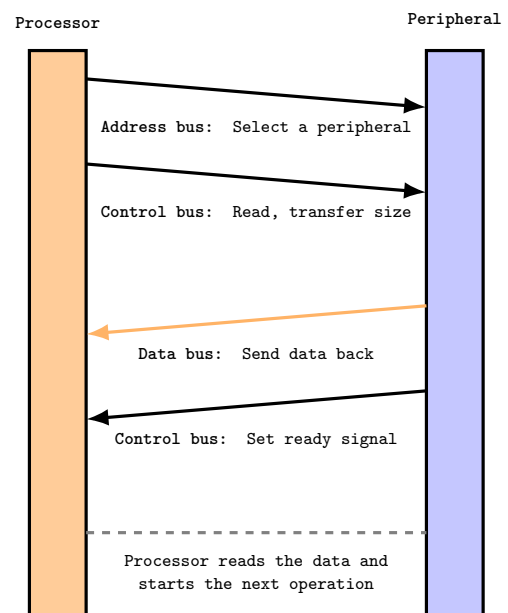 Processor
Peripheral
Address bus: Select a peripheral
Control bus: Read, transfer size
Data bus: Send data back
Control bus: Set ready signal
Processor reads the data and
starts the next operation